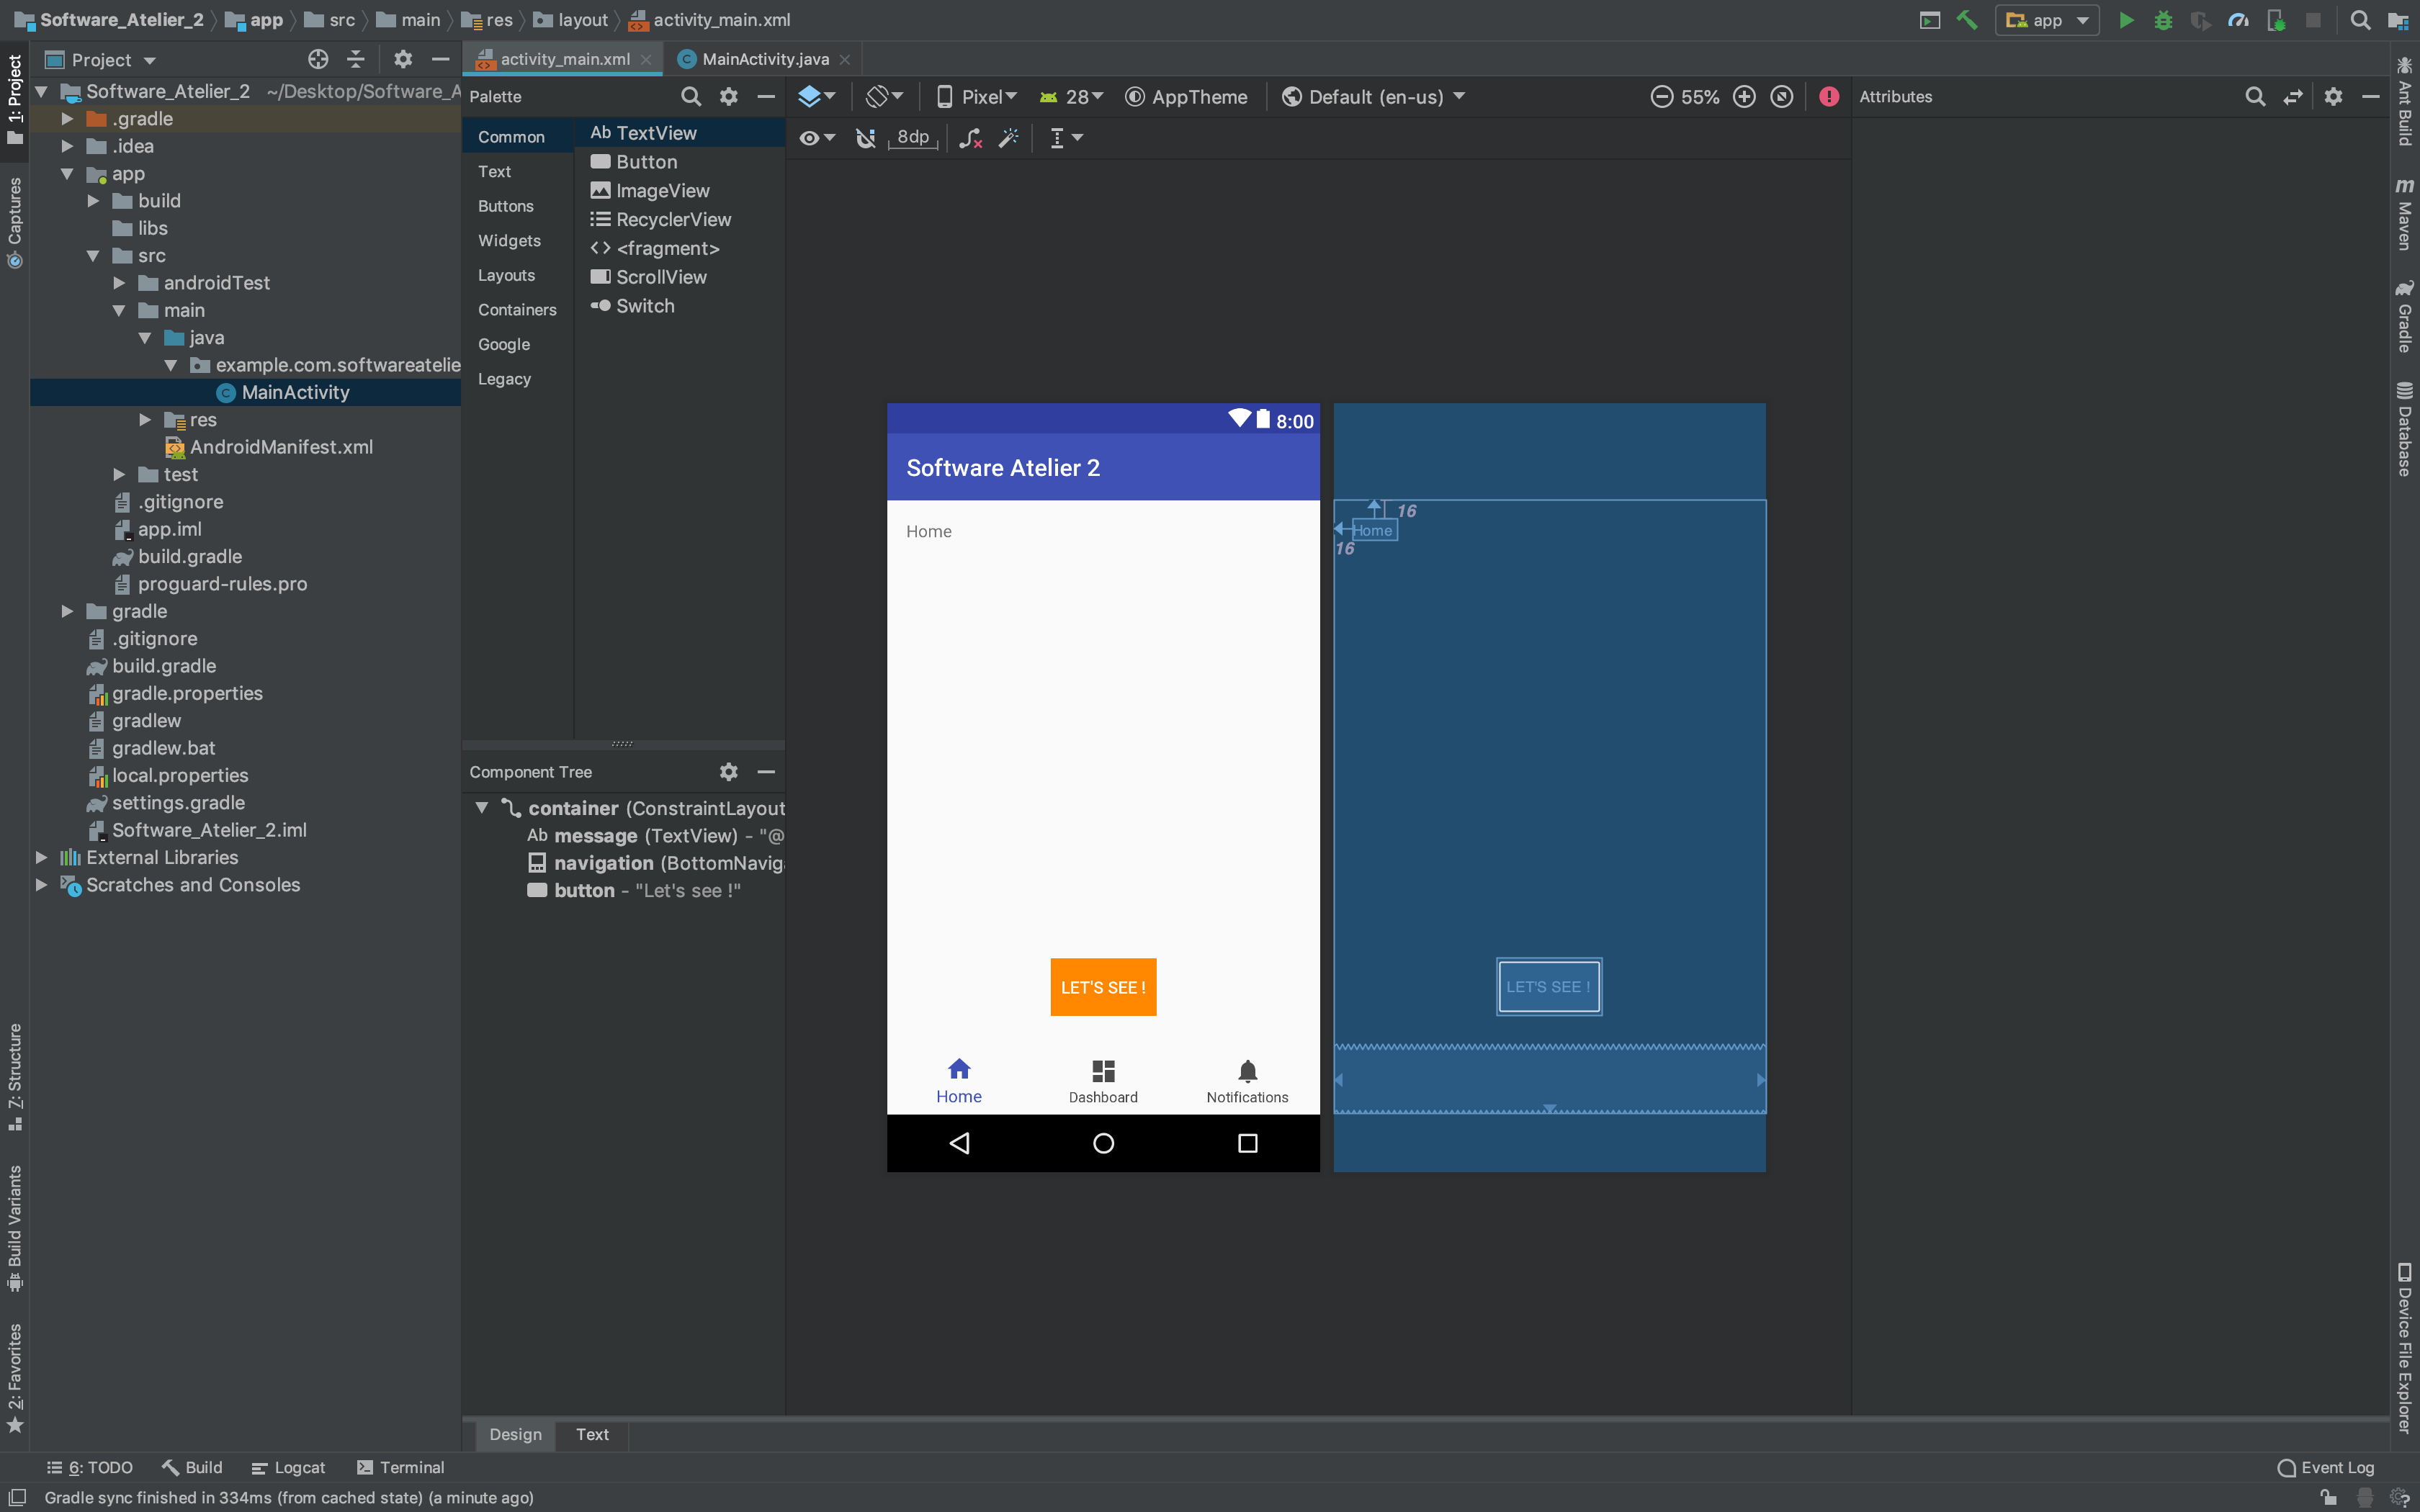 Software_Atelier_2 app src main res layout activity_main.xml app
1: Project
Captures
7: Structure
Build Variants
2: Favorites
Project
Software_Atelier_2 ~/Desktop/Software_A
.gradle
.idea
app
build
libs
src
androidTest
main
java
example.com.softwareatelie
MainActivity
res
AndroidManifest.xml
test
.gitignore
app.iml
build.gradle
proguard-rules.pro
gradle
.gitignore
build.gradle
gradle.properties
gradlew
gradlew.bat
local.properties
settings.gradle
Software_Atelier_2.iml
External Libraries
Scratches and Consoles
activity_main.xml MainActivity.java
Palette
Common
Text
Buttons
Widgets
Layouts
Containers
Google
Legacy
Ab TextView
Button
ImageView
RecyclerView
<fragment>
ScrollView
Switch
Component Tree
container (ConstraintLayout
Ab message (TextView) - "@
navigation (BottomNaviga
button - "Let's see !"
Pixel 28 AppTheme Default (en-us) 55%
8dp
8:00
Software Atelier 2
Home
LET'S SEE !
Home Dashboard Notifications
16
Home
16
LET'S SEE !
Attributes
Ant Build
Maven
Gradle
Database
Device File Explorer
Design Text
6: TODO Build Logcat Terminal Event Log
Gradle sync finished in 334ms (from cached state) (a minute ago)